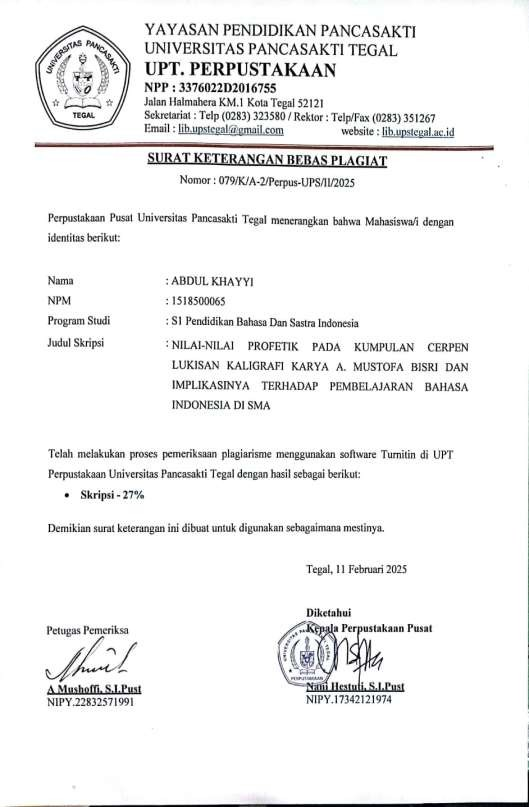 YAYASAN PENDIDIKAN PANCASAKTI
UNIVERSITAS PANCASAKTI TEGAL
UPT. PERPUSTAKAAN
NPP : 3376022D2016755
Jalan Halmahera KM.1 Kota Tegal 52121
Sekretariat : Telp (0283) 323580 / Rektor : Telp/Fax (0283) 351267
Email : lib.upstegal@gmail.com website : lib.upstegal.ac.id
UNIVERSITAS PANCASAKTI
TEGAL
SURAT KETERANGAN BEBAS PLAGIAT
Nomor : 079/K/A-2/Perpus-UPS/II/2025
Perpustakaan Pusat Universitas Pancasakti Tegal menerangkan bahwa Mahasiswa/i dengan
identitas berikut:
Nama : ABDUL KHAYYI
NPM : 1518500065
Program Studi : S1 Pendidikan Bahasa Dan Sastra Indonesia
Judul Skripsi : NILAI-NILAI PROFETIK PADA KUMPULAN CERPEN
LUKISAN KALIGRAFI KARYA A. MUSTOFA BISRI DAN
IMPLIKASINYA TERHADAP PEMBELAJARAN BAHASA
INDONESIA DI SMA
Telah melakukan proses pemeriksaan plagiarisme menggunakan software Turnitin di UPT
Perpustakaan Universitas Pancasakti Tegal dengan hasil sebagai berikut:
• Skripsi - 27%
Demikian surat keterangan ini dibuat untuk digunakan sebagaimana mestinya.
Tegal, 11 Februari 2025
Diketahui
Kepala Perpustakaan Pusat
Petugas Pemeriksa
UNIVERSITAS PANCASAKTI TEGAL
PERPUSTAKAAN
A Mushoffi, S.I.Pust
NIPY.22832571991
Nani Hestuti, S.I.Pust
NIPY.17342121974